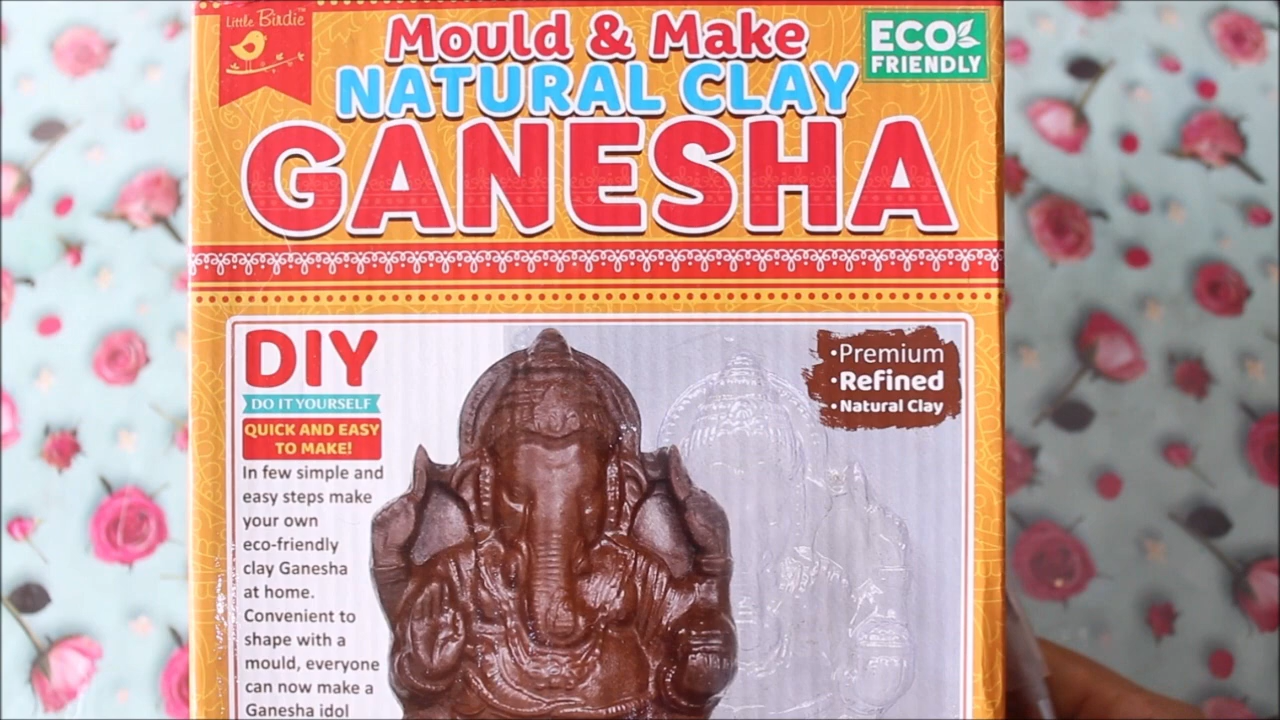 Little Birdie™
Mould & Make
NATURAL CLAY
GANESHA
ECO
FRIENDLY
DIY
DO IT YOURSELF
QUICK AND EASY
TO MAKE!
In few simple and
easy steps make
your own
eco-friendly
clay Ganesha
at home.
Convenient to
shape with a
mould, everyone
can now make a
Ganesha idol
•Premium
•Refined
•Natural Clay